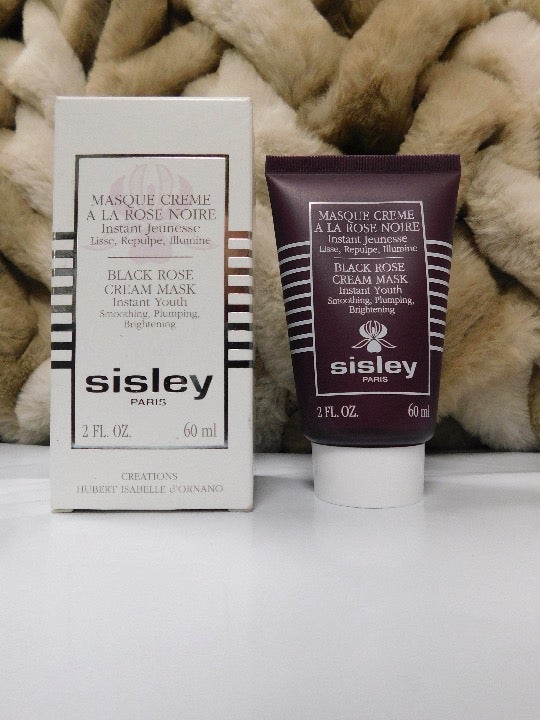 MASQUE CREME
A LA ROSE NOIRE
Instant Jeunesse
Lisse, Repulpe, Illumine
BLACK ROSE
CREAM MASK
Instant Youth
Smoothing, Plumping,
Brightening
sisley
PARIS
2 FL. OZ. 60 ml
CREATIONS
HUBERT ISABELLE d'ORNANO
MASQUE CREME
A LA ROSE NOIRE
Instant Jeunesse
Lisse, Repulpe, Illumine
BLACK ROSE
CREAM MASK
Instant Youth
Smoothing, Plumping,
Brightening
sisley
PARIS
2 FL. OZ. 60 ml